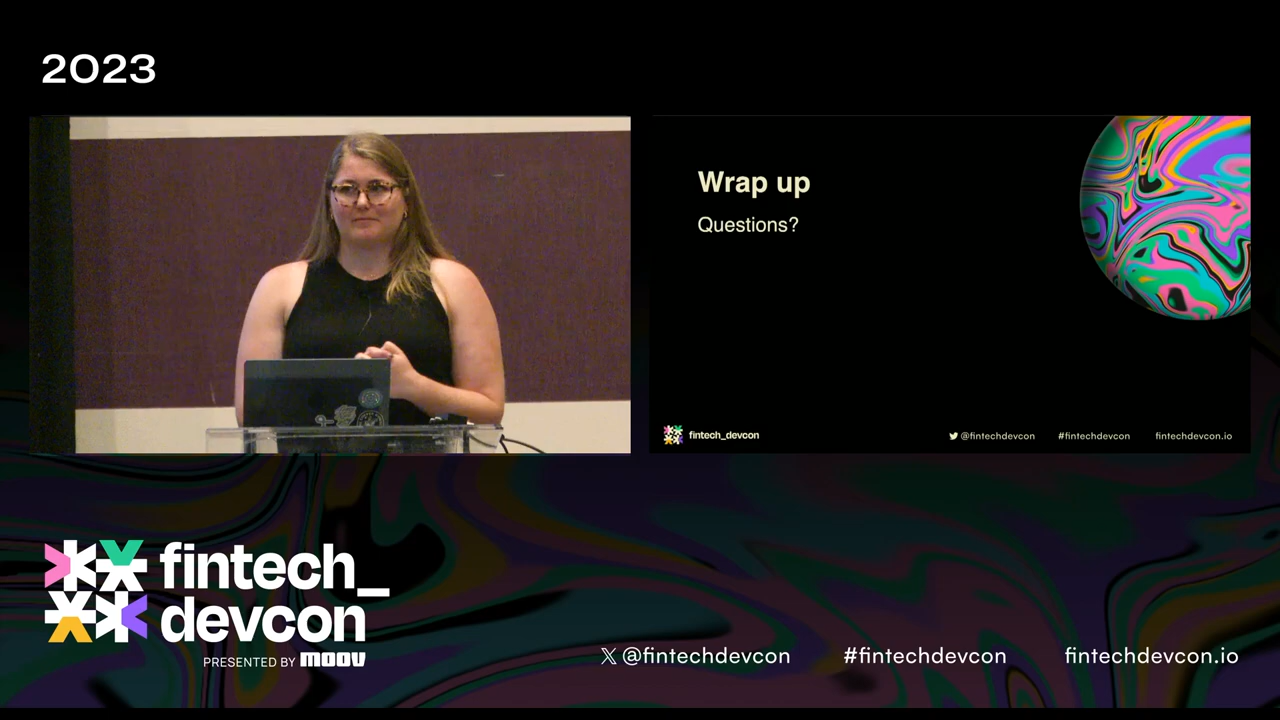 2023
Wrap up
Questions?
fintech_devcon
@fintechdevcon
#fintechdevcon
fintechdevcon.io
fintech_
devcon
PRESENTED BY moov
X @fintechdevcon
#fintechdevcon
fintechdevcon.io